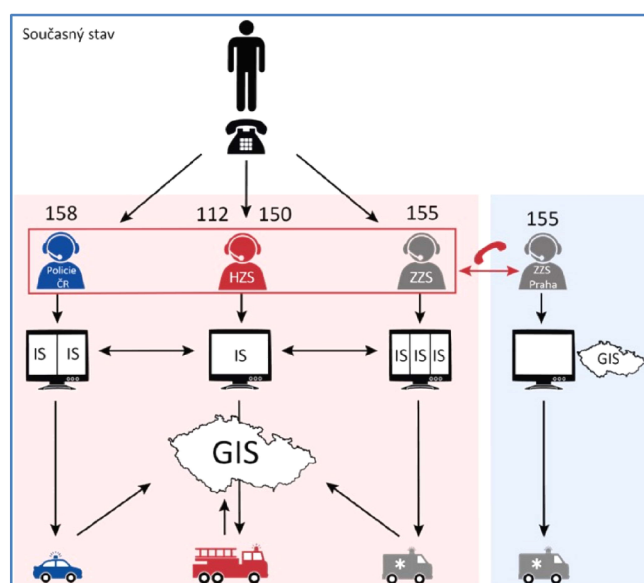 Současný stav
158
112
150
155
155
Policie
ČR
HZS
ZZS
ZZS
Praha
IS
IS
IS
IS
IS
IS
GIS
GIS